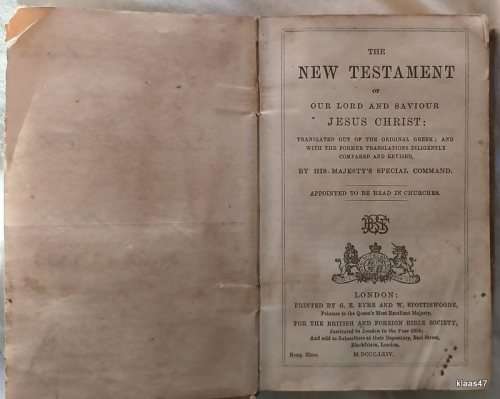 THE
NEW TESTAMENT
OF
OUR LORD AND SAVIOUR
JESUS CHRIST:
TRANSLATED OUT OF THE ORIGINAL GREEK; AND
WITH THE FORMER TRANSLATIONS DILIGENTLY
COMPARED AND REVISED,
BY HIS MAJESTY'S SPECIAL COMMAND.
APPOINTED TO BE READ IN CHURCHES.
LONDON:
PRINTED BY G. E. EYRE AND W. SPOTTISWOODE,
Printers to the Queen's Most Excellent Majesty,
FOR THE BRITISH AND FOREIGN BIBLE SOCIETY,
Instituted in London in the Year 1804;
And sold to Subscribers at their Depository, Earl Street,
Blackfriars, London.
M.DCCC.LXIV.
klaas47